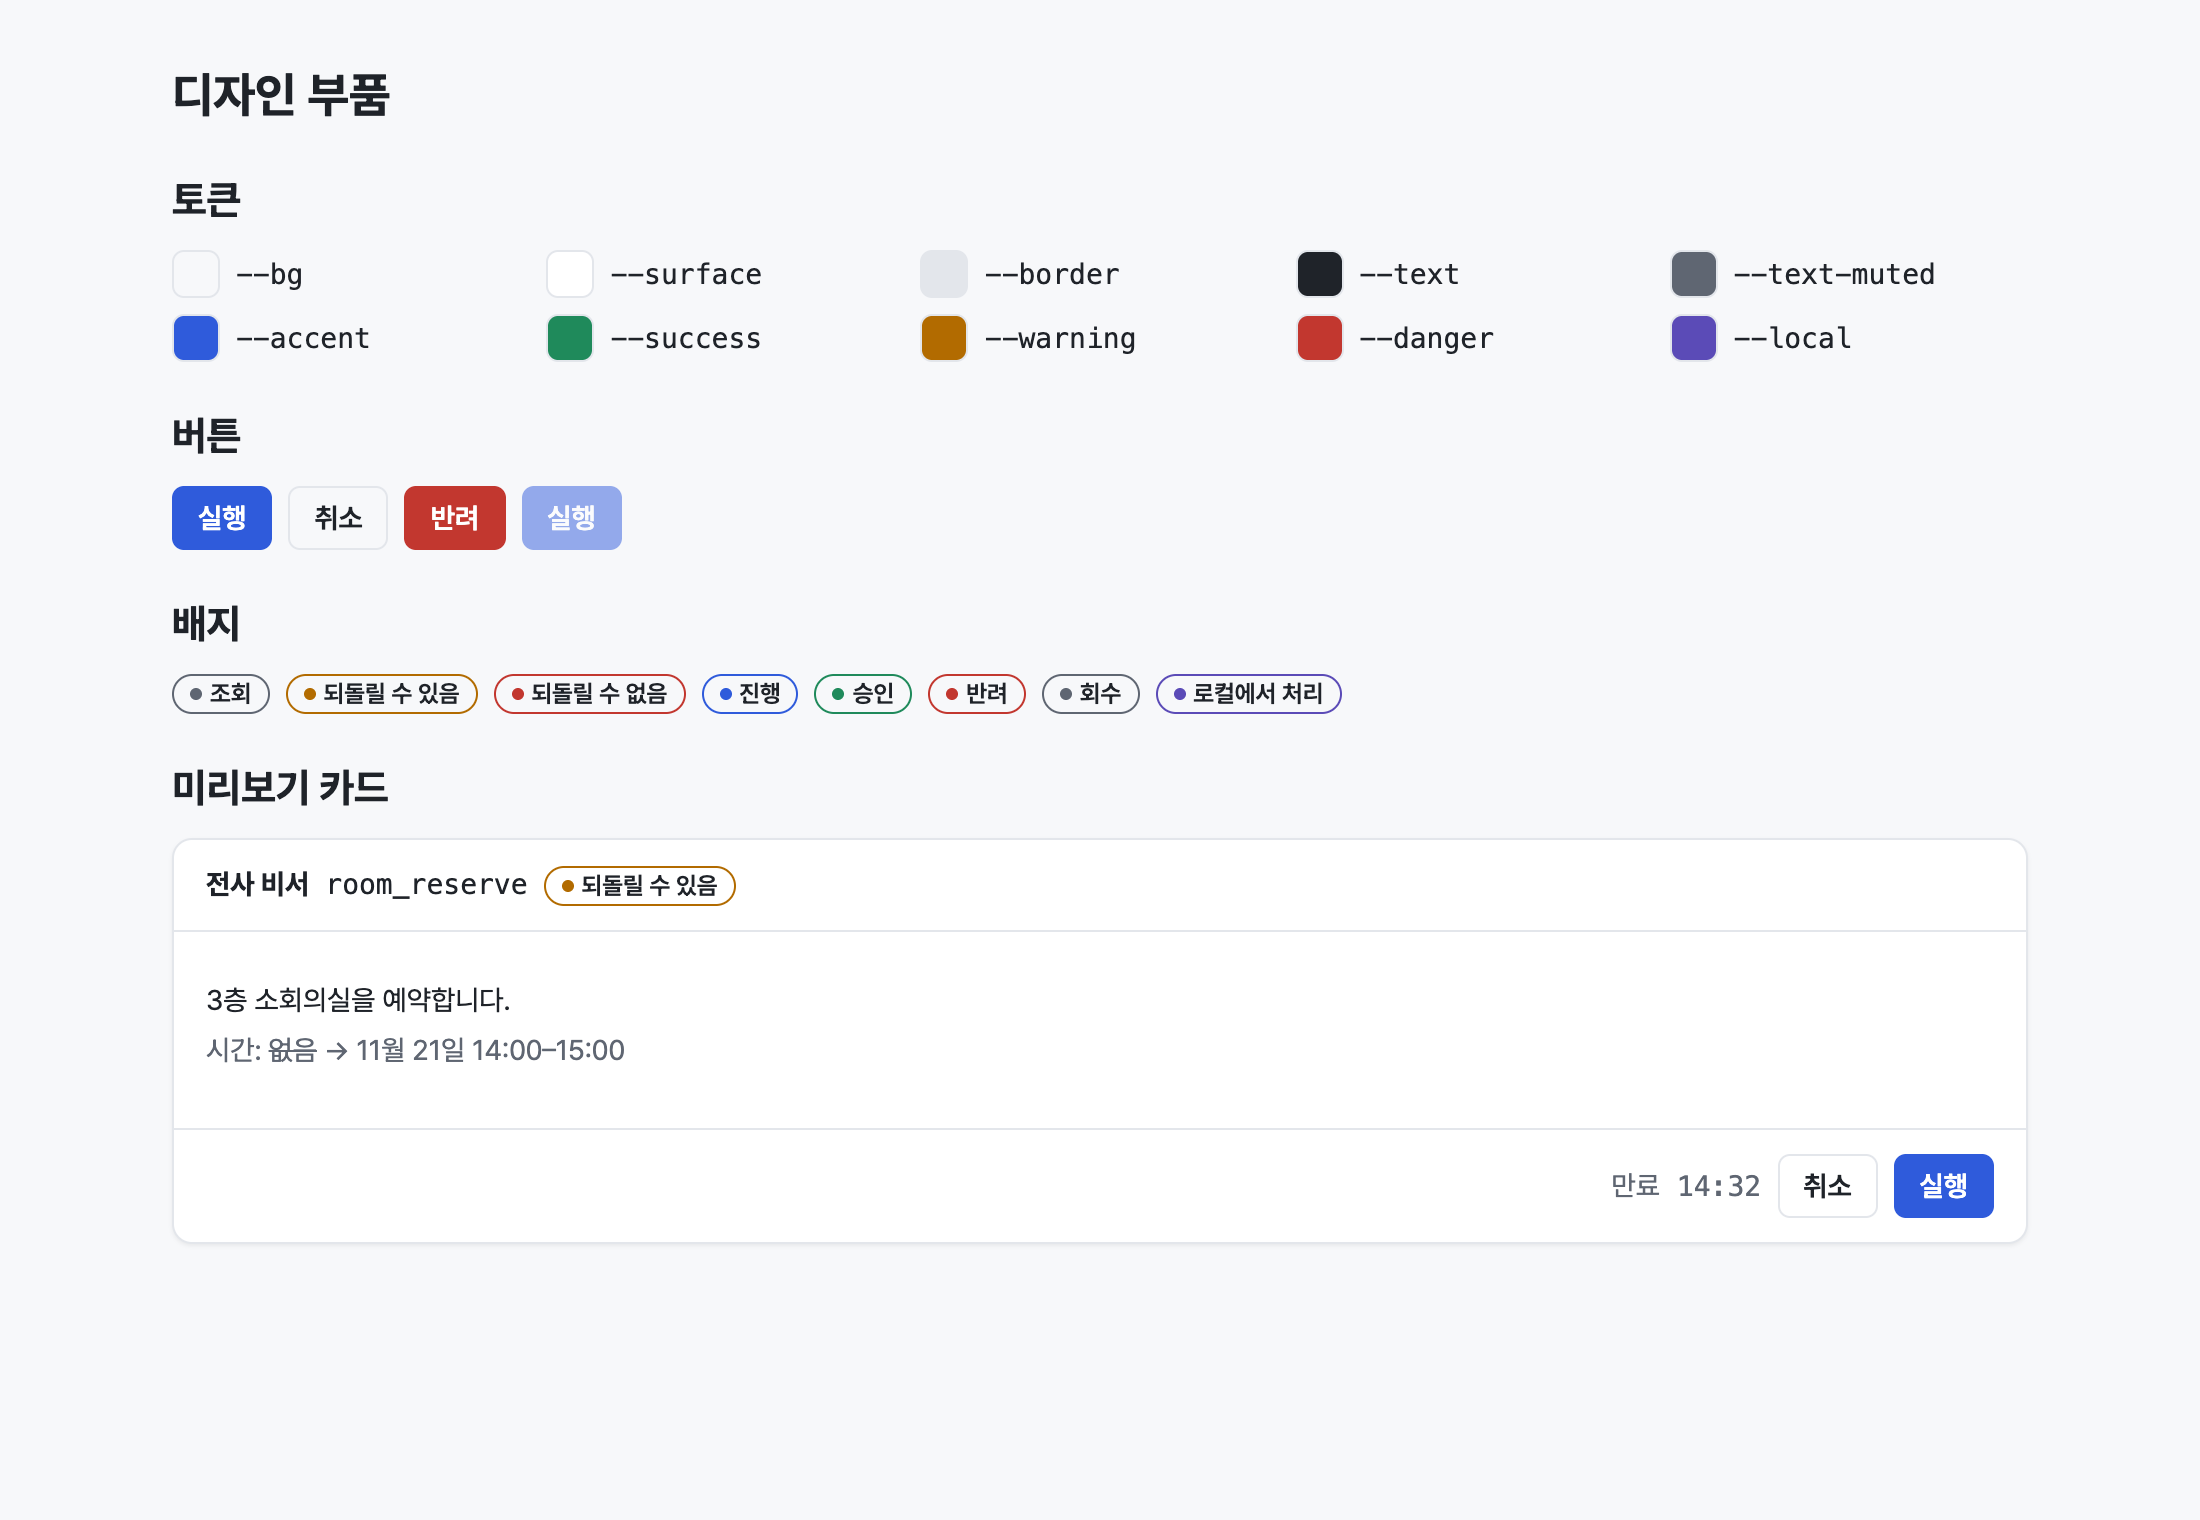 디자인 부품
토큰
--bg --surface --border --text --text-muted
--accent --success --warning --danger --local
버튼
실행 취소 반려 실행
배지
조회 되돌릴 수 있음 되돌릴 수 없음 진행 승인 반려 회수 로컬에서 처리
미리보기 카드
전사 비서 room_reserve 되돌릴 수 있음
3층 소회의실을 예약합니다.
시간: 없음 → 11월 21일 14:00–15:00
만료 14:32 취소 실행